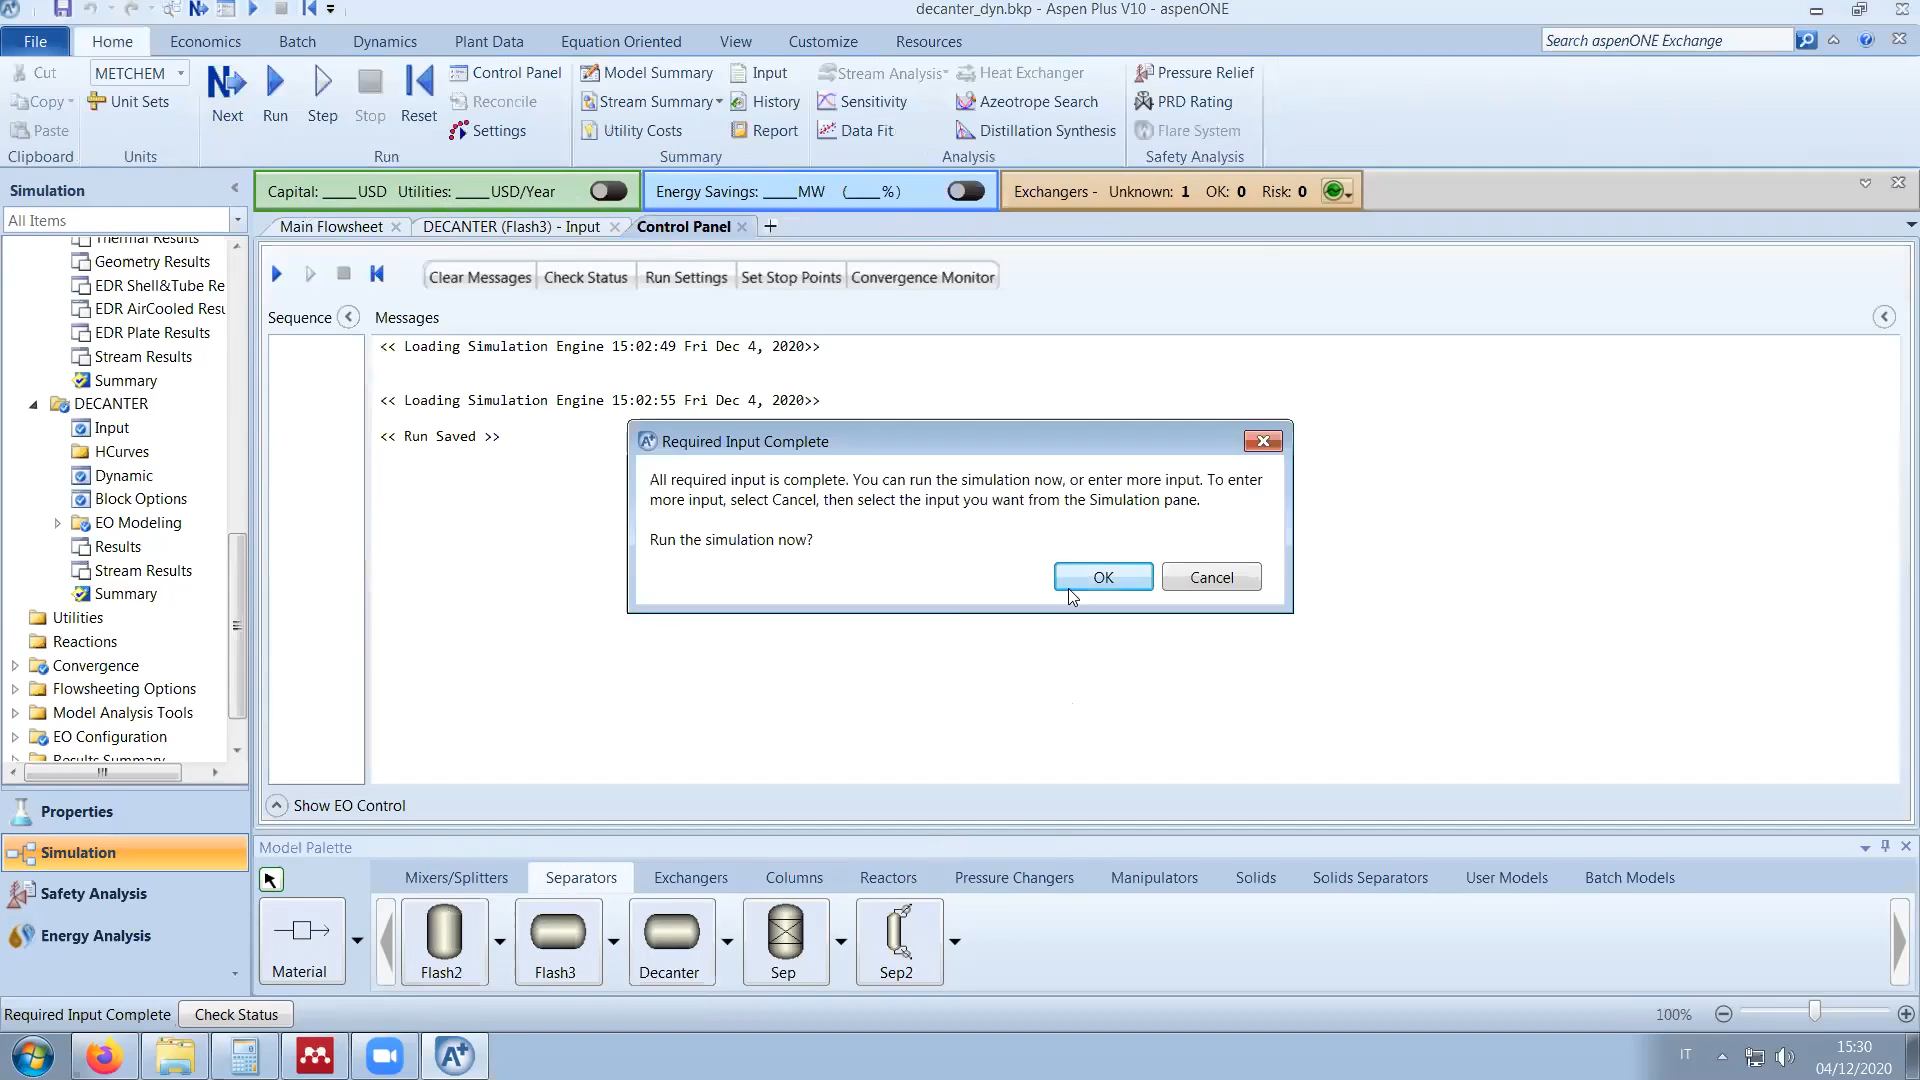 decanter_dyn.bkp - Aspen Plus V10 - aspenONE
File
Home
Economics
Batch
Dynamics
Plant Data
Equation Oriented
View
Customize
Resources
Search aspenONE Exchange
Cut
Copy
Paste
Clipboard
METCHEM
Unit Sets
Units
Next
Run
Step
Stop
Reset
Control Panel
Reconcile
Settings
Run
Model Summary
Stream Summary
Utility Costs
Input
History
Report
Summary
Stream Analysis
Sensitivity
Data Fit
Heat Exchanger
Azeotrope Search
Distillation Synthesis
Analysis
Pressure Relief
PRD Rating
Flare System
Safety Analysis
Simulation
All Items
Capital: ____USD Utilities: ____USD/Year
Energy Savings: ____MW (____%)
Exchangers - Unknown: 1 OK: 0 Risk: 0
Main Flowsheet
DECANTER (Flash3) - Input
Control Panel
Thermal Results
Geometry Results
EDR Shell&Tube Re
EDR AirCooled Resu
EDR Plate Results
Stream Results
Summary
DECANTER
Input
HCurves
Dynamic
Block Options
EO Modeling
Results
Stream Results
Summary
Utilities
Reactions
Convergence
Flowsheeting Options
Model Analysis Tools
EO Configuration
Results Summary
Clear Messages
Check Status
Run Settings
Set Stop Points
Convergence Monitor
Sequence
Messages
<< Loading Simulation Engine 15:02:49 Fri Dec 4, 2020>>
<< Loading Simulation Engine 15:02:55 Fri Dec 4, 2020>>
<< Run Saved >>
Required Input Complete
All required input is complete. You can run the simulation now, or enter more input. To enter
more input, select Cancel, then select the input you want from the Simulation pane.
Run the simulation now?
OK
Cancel
Show EO Control
Properties
Simulation
Safety Analysis
Energy Analysis
Model Palette
Mixers/Splitters
Separators
Exchangers
Columns
Reactors
Pressure Changers
Manipulators
Solids
Solids Separators
User Models
Batch Models
Material
Flash2
Flash3
Decanter
Sep
Sep2
Required Input Complete
Check Status
100%
IT
15:30
04/12/2020